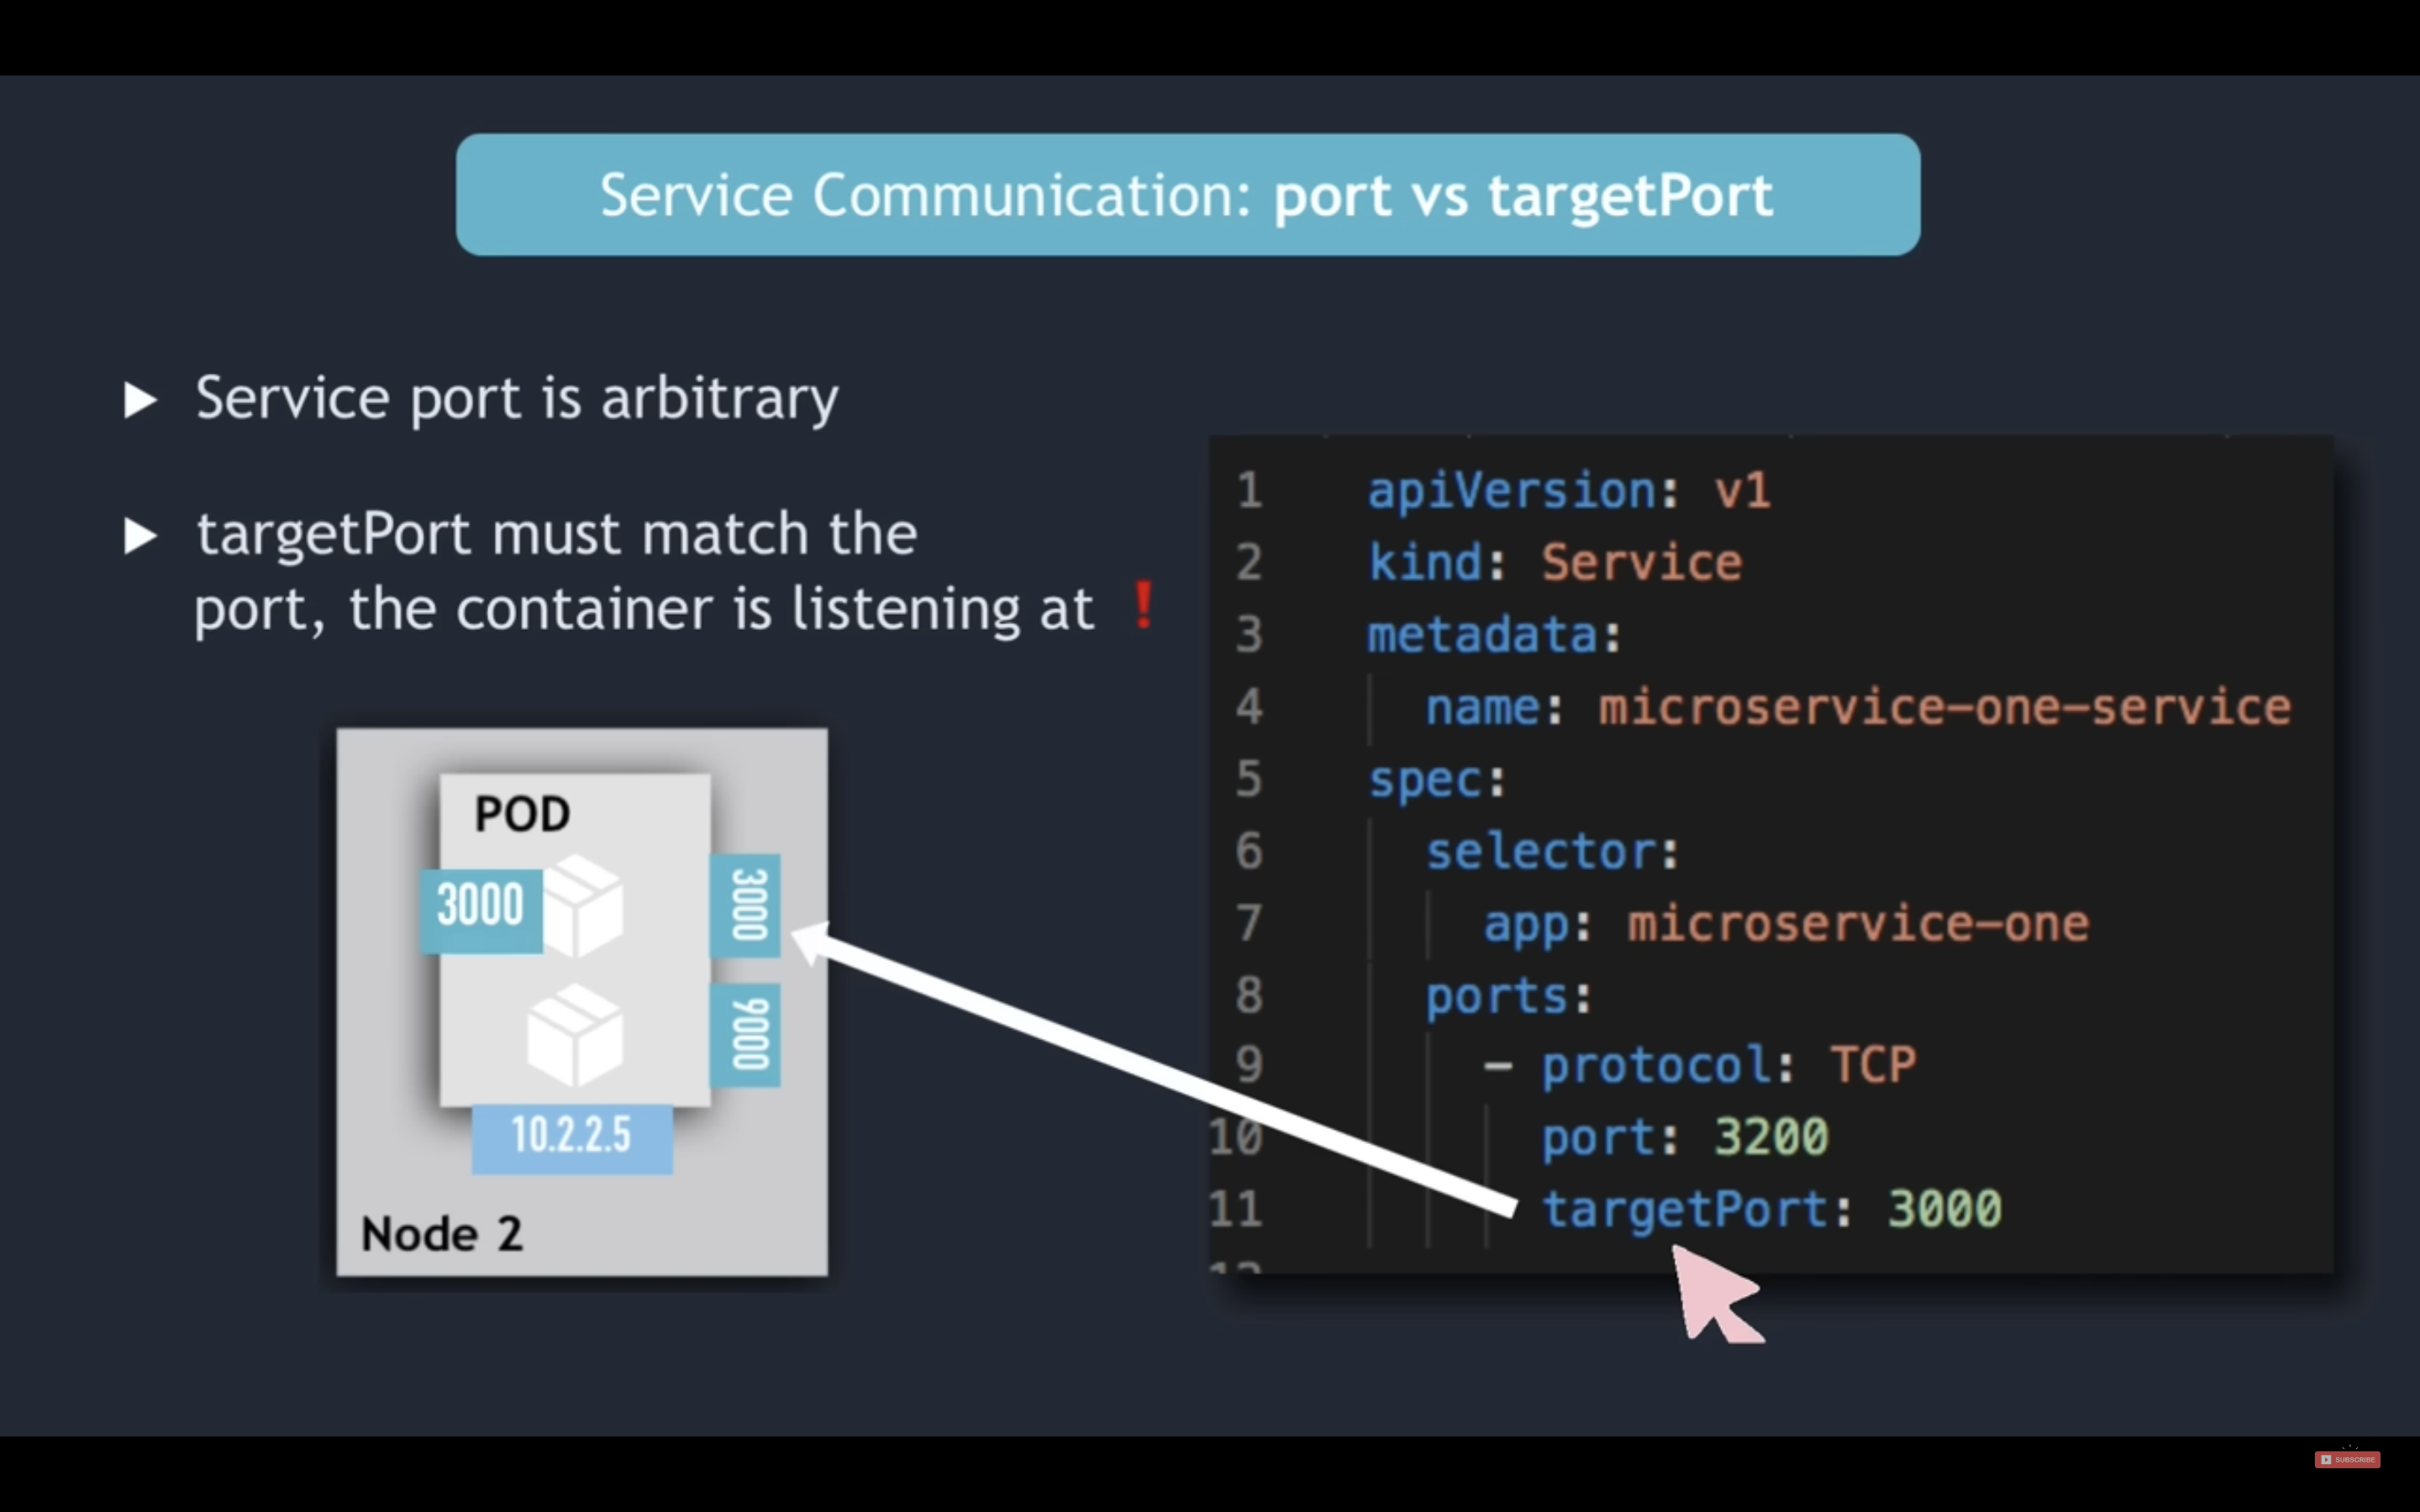 Service Communication: port vs targetPort
▶ Service port is arbitrary
▶ targetPort must match the
port, the container is listening at !
POD
3000
3000
9000
10.2.2.5
Node 2
1 apiVersion: v1
2 kind: Service
3 metadata:
4 name: microservice-one-service
5 spec:
6 selector:
7 app: microservice-one
8 ports:
9 - protocol: TCP
10 port: 3200
11 targetPort: 3000
SUBSCRIBE